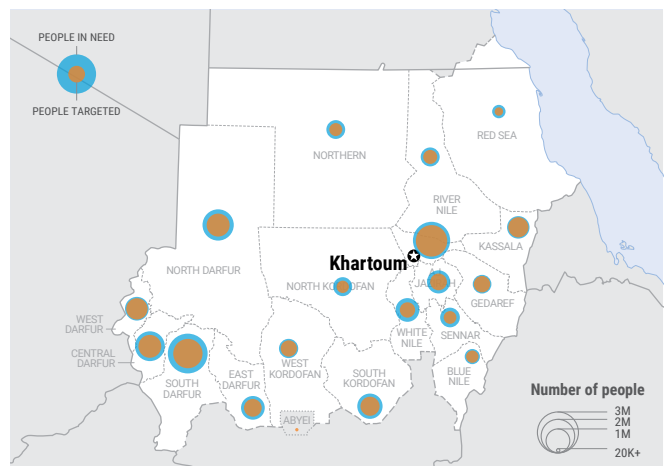 PEOPLE IN NEED
PEOPLE TARGETED
RED SEA
NORTHERN
RIVER
NILE
KASSALA
Khartoum
NORTH DARFUR
NORTH KORDOFAN
GEDAREF
WEST
DARFUR
CENTRAL
DARFUR
WHITE
NILE
SENNAR
WEST
KORDOFAN
SOUTH
KORDOFAN
EAST
DARFUR
SOUTH
DARFUR
BLUE
NILE
ABYEI
Number of people
3M
2M
1M
20K+